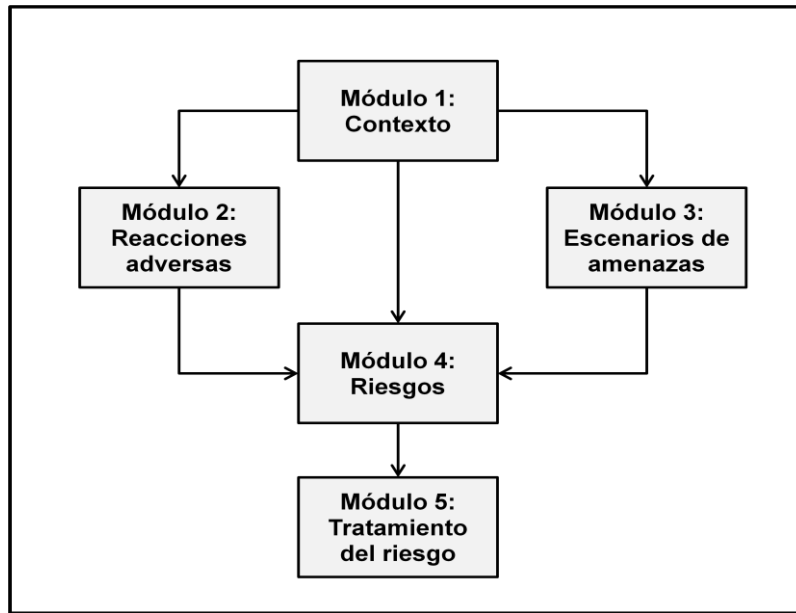 Módulo 1:
Contexto
Módulo 2:
Reacciones
adversas
Módulo 3:
Escenarios de
amenazas
Módulo 4:
Riesgos
Módulo 5:
Tratamiento
del riesgo